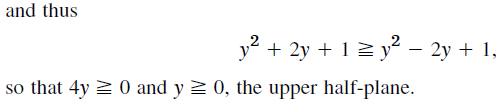 and thus
y² + 2y + 1 ≧ y² − 2y + 1,
so that 4y ≧ 0 and y ≧ 0, the upper half-plane.